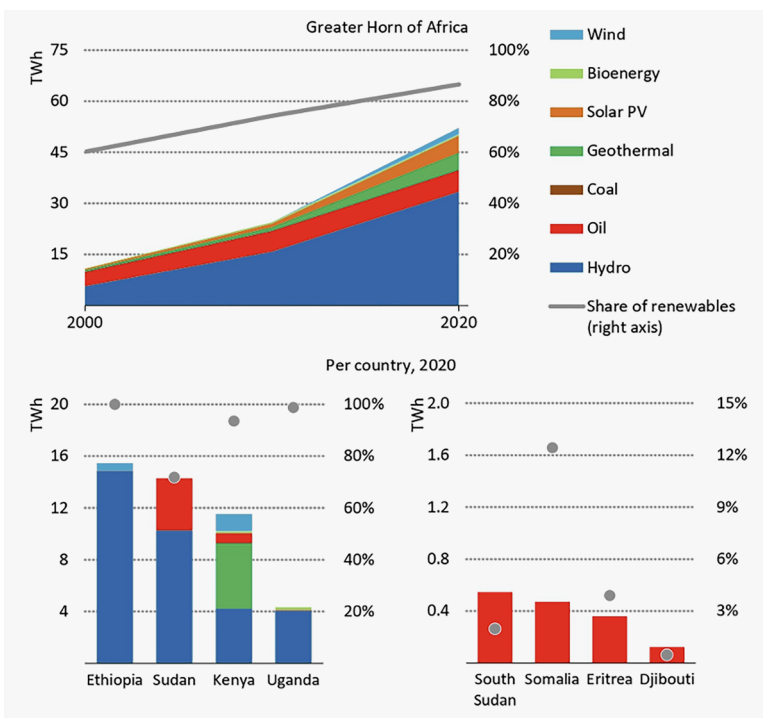 Greater Horn of Africa
TWh
75
60
45
30
15
100%
80%
60%
40%
20%
2000
2020
Wind
Bioenergy
Solar PV
Geothermal
Coal
Oil
Hydro
Share of renewables
(right axis)
Per country, 2020
TWh
20
16
12
8
4
100%
80%
60%
40%
20%
Ethiopia Sudan Kenya Uganda
TWh
2.0
1.6
1.2
0.8
0.4
15%
12%
9%
6%
3%
South Somalia Eritrea Djibouti
Sudan